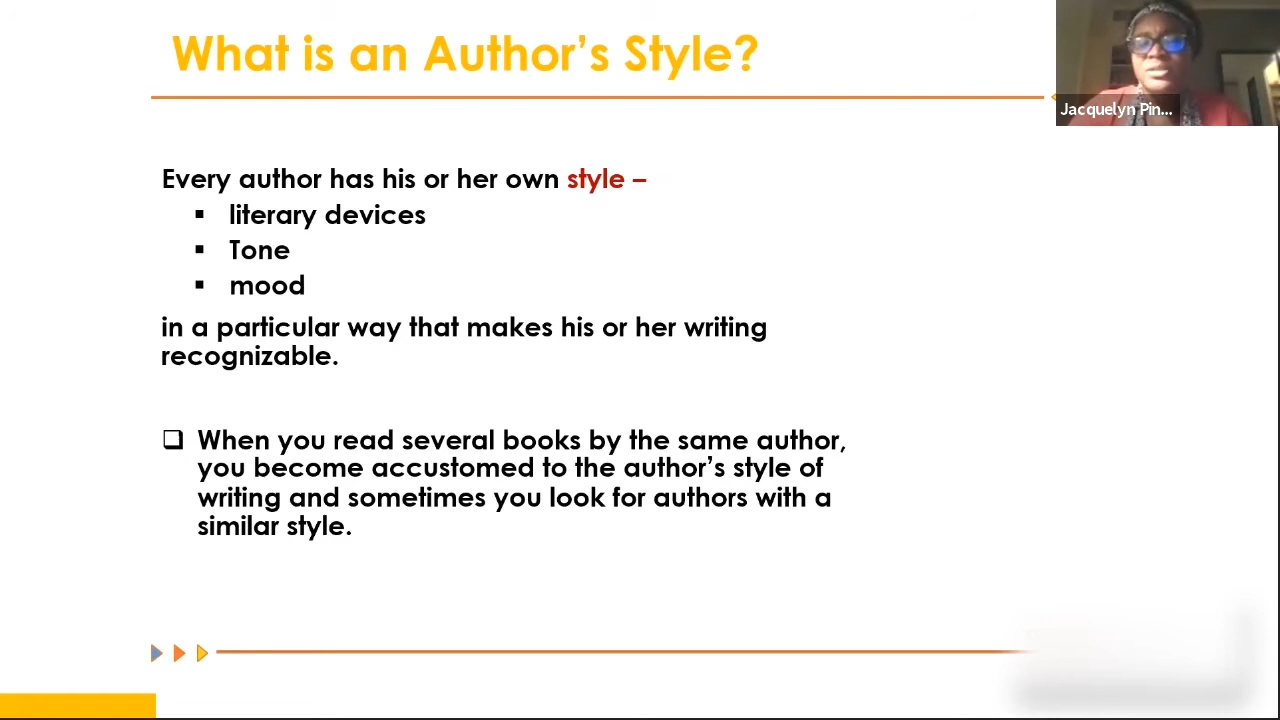 What is an Author’s Style?
Jacquelyn Pin...
Every author has his or her own style –
▪ literary devices
▪ Tone
▪ mood
in a particular way that makes his or her writing
recognizable.
❑ When you read several books by the same author,
you become accustomed to the author’s style of
writing and sometimes you look for authors with a
similar style.